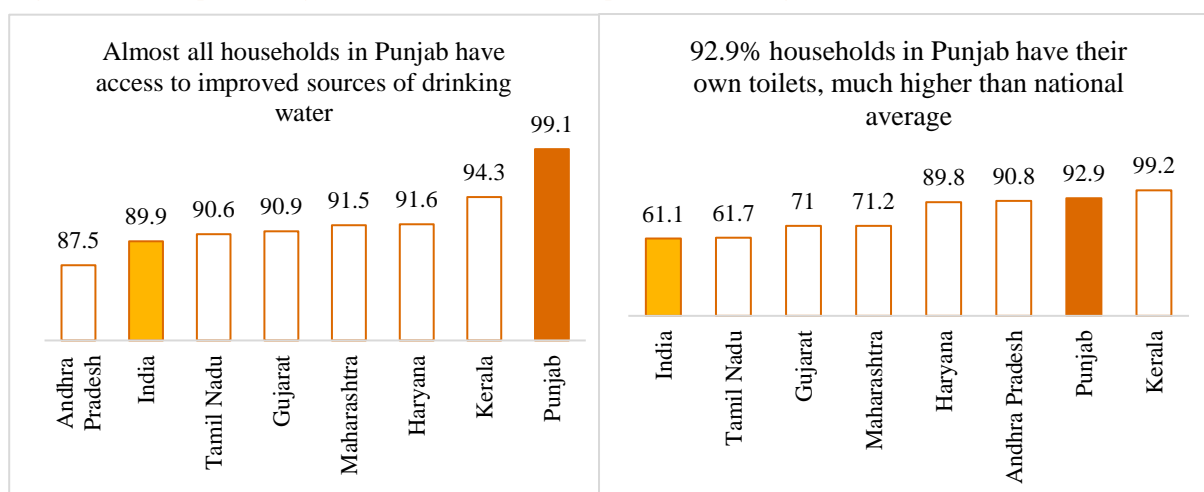 Almost all households in Punjab have
access to improved sources of drinking
water
87.5
89.9
90.6
90.9
91.5
91.6
94.3
99.1
Andhra
Pradesh
India
Tamil Nadu
Gujarat
Maharashtra
Haryana
Kerala
Punjab
92.9% households in Punjab have their
own toilets, much higher than national
average
61.1
61.7
71
71.2
89.8
90.8
92.9
99.2
India
Tamil Nadu
Gujarat
Maharashtra
Haryana
Andhra Pradesh
Punjab
Kerala